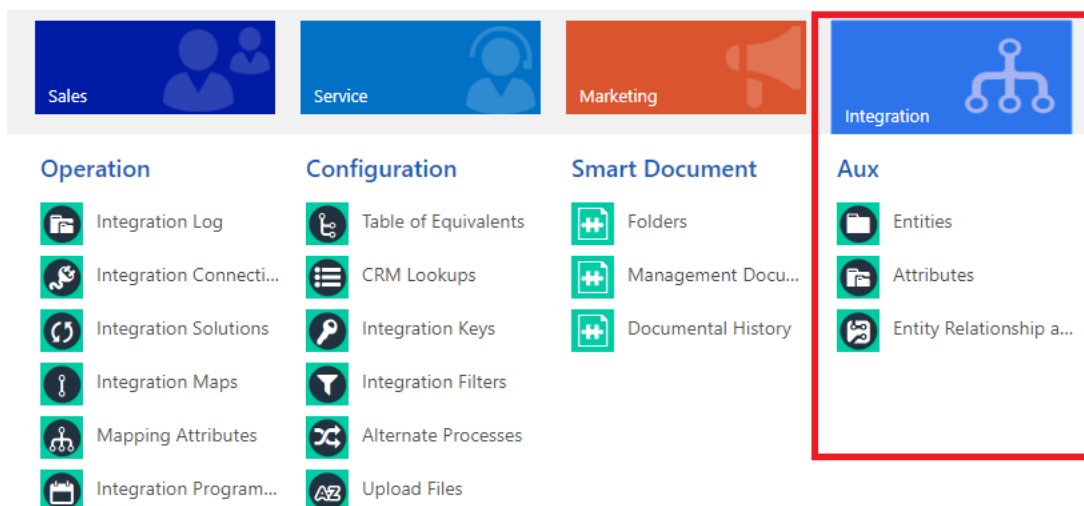 Sales
Service
Marketing
Integration
Operation
Integration Log
Integration Connecti...
Integration Solutions
Integration Maps
Mapping Attributes
Integration Program...
Configuration
Table of Equivalents
CRM Lookups
Integration Keys
Integration Filters
Alternate Processes
AZ
Upload Files
Smart Document
Folders
Management Docu...
Documental History
Aux
Entities
Attributes
Entity Relationship a...